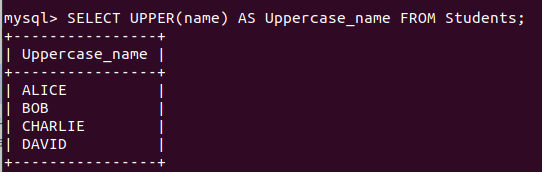 mysql> SELECT UPPER(name) AS Uppercase_name FROM Students;
+----------------+
| Uppercase_name |
+----------------+
| ALICE          |
| BOB            |
| CHARLIE        |
| DAVID          |
+----------------+